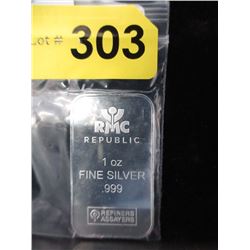 Lot # 303
RMC
REPUBLIC
1 oz
FINE SILVER
.999
REFINERS
ASSAYERS